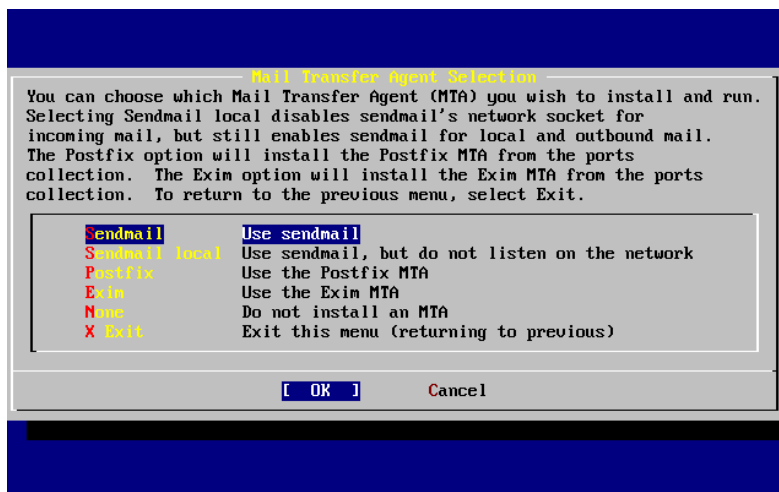 Mail Transfer Agent Selection
You can choose which Mail Transfer Agent (MTA) you wish to install and run.
Selecting Sendmail local disables sendmail's network socket for
incoming mail, but still enables sendmail for local and outbound mail.
The Postfix option will install the Postfix MTA from the ports
collection.  The Exim option will install the Exim MTA from the ports
collection.  To return to the previous menu, select Exit.
Sendmail Use sendmail
Sendmail local Use sendmail, but do not listen on the network
Postfix Use the Postfix MTA
Exim Use the Exim MTA
None Do not install an MTA
X Exit Exit this menu (returning to previous)
[ OK ] Cancel